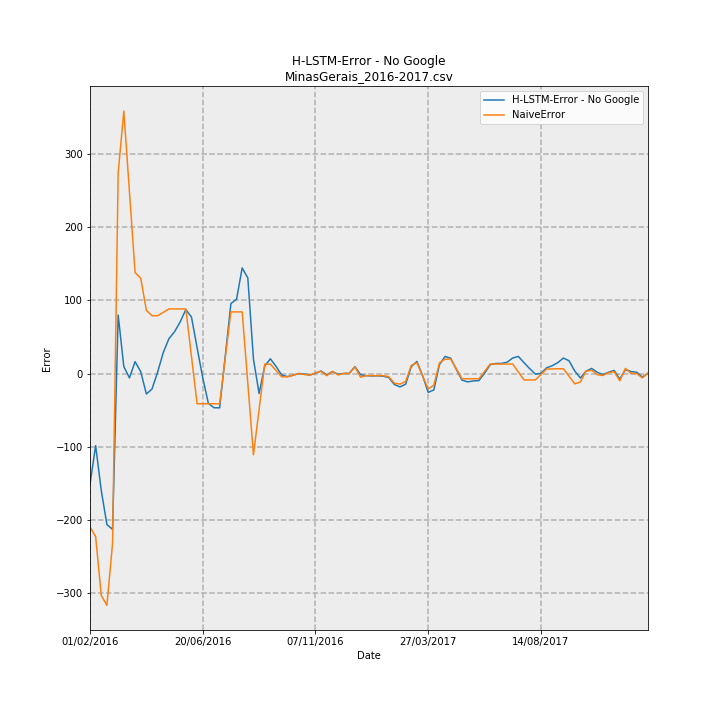 H-LSTM-Error - No Google
MinasGerais_2016-2017.csv
H-LSTM-Error - No Google
NaiveError
300
200
100
0
−100
−200
−300
Error
01/02/2016
20/06/2016
07/11/2016
27/03/2017
14/08/2017
Date